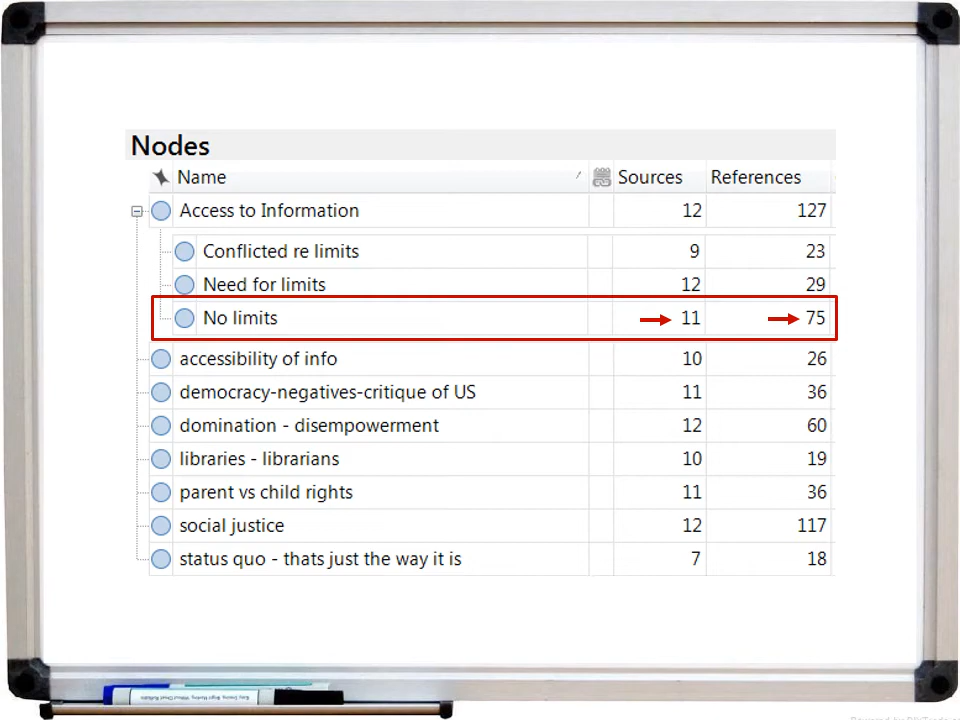 Nodes
Name Sources References
Access to Information 12 127
Conflicted re limits 9 23
Need for limits 12 29
No limits 11 75
accessibility of info 10 26
democracy-negatives-critique of US 11 36
domination - disempowerment 12 60
libraries - librarians 10 19
parent vs child rights 11 36
social justice 12 117
status quo - thats just the way it is 7 18